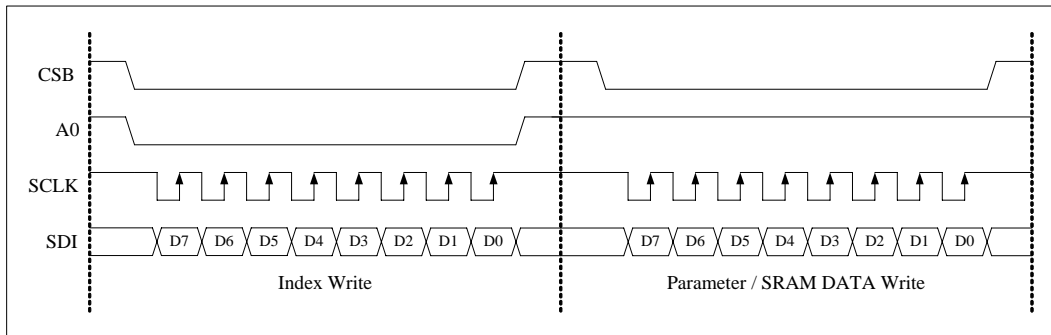 CSB
A0
SCLK
SDI
D7 D6 D5 D4 D3 D2 D1 D0 D7 D6 D5 D4 D3 D2 D1 D0
Index Write Parameter / SRAM DATA Write